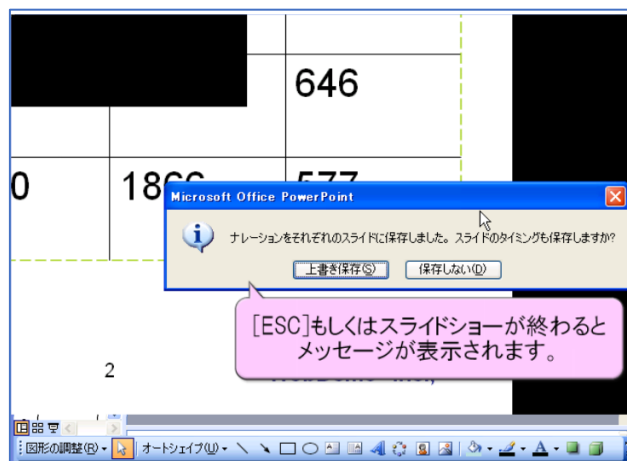 646
0
577
Microsoft Office PowerPoint
ナレーションをそれぞれのスライドに保存しました。スライドのタイミングも保存しますか?
上書き保存(S)
保存しない(D)
[ESC]もしくはスライドショーが終わると
メッセージが表示されます。
2
図形の調整(R)
オートシェイプ(U)